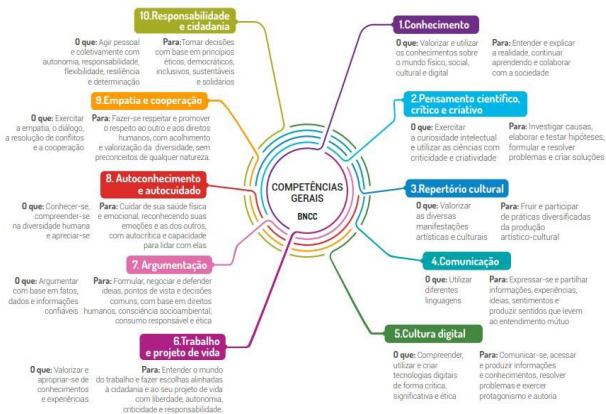 COMPETÊNCIAS
GERAIS
BNCC
1.Conhecimento
O que: Valorizar e utilizar
os conhecimentos sobre
o mundo físico, social,
cultural e digital
Para: Entender e explicar
a realidade, continuar
aprendendo e colaborar
com a sociedade
2.Pensamento científico,
crítico e criativo
O que: Exercitar
a curiosidade intelectual
e utilizar as ciências com
criticidade e criatividade
Para: Investigar causas,
elaborar e testar hipóteses,
formular e resolver
problemas e criar soluções
3.Repertório cultural
O que: Valorizar
as diversas
manifestações
artísticas e culturais
Para: Fruir e participar
de práticas diversificadas
da produção
artístico-cultural
4.Comunicação
O que: Utilizar
diferentes
linguagens
Para: Expressar-se e partilhar
informações, experiências,
ideias, sentimentos e
produzir sentidos que levem
ao entendimento mútuo
5.Cultura digital
O que: Compreender,
utilizar e criar
tecnologias digitais
de forma crítica,
significativa e ética
Para: Comunicar-se, acessar
e produzir informações
e conhecimentos, resolver
problemas e exercer
protagonismo e autoria
6.Trabalho
e projeto de vida
O que: Valorizar e
apropriar-se de
conhecimentos
e experiências
Para: Entender o mundo
do trabalho e fazer escolhas alinhadas
à cidadania e ao seu projeto de vida
com liberdade, autonomia,
criticidade e responsabilidade.
7. Argumentação
O que: Argumentar
com base em fatos,
dados e informações
confiáveis
Para: Formular, negociar e defender
ideias, pontos de vista e decisões
comuns, com base em direitos
humanos, consciência socioambiental,
consumo responsável e ética
8. Autoconhecimento
e autocuidado
O que: Conhecer-se,
compreender-se
na diversidade humana
e apreciar-se
Para: Cuidar de sua saúde física
e emocional, reconhecendo suas
emoções e as dos outros,
com autocrítica e capacidade
para lidar com elas
9.Empatia e cooperação
O que: Exercitar
a empatia, o diálogo,
a resolução de conflitos
e a cooperação
Para: Fazer-se respeitar e promover
o respeito ao outro e aos direitos
humanos, com acolhimento
e valorização da diversidade, sem
preconceitos de qualquer natureza.
10.Responsabilidade
e cidadania
O que: Agir pessoal
e coletivamente com
autonomia, responsabilidade,
flexibilidade, resiliência
e determinação
Para:Tomar decisões
com base em princípios
éticos, democráticos,
inclusivos, sustentáveis
e solidários